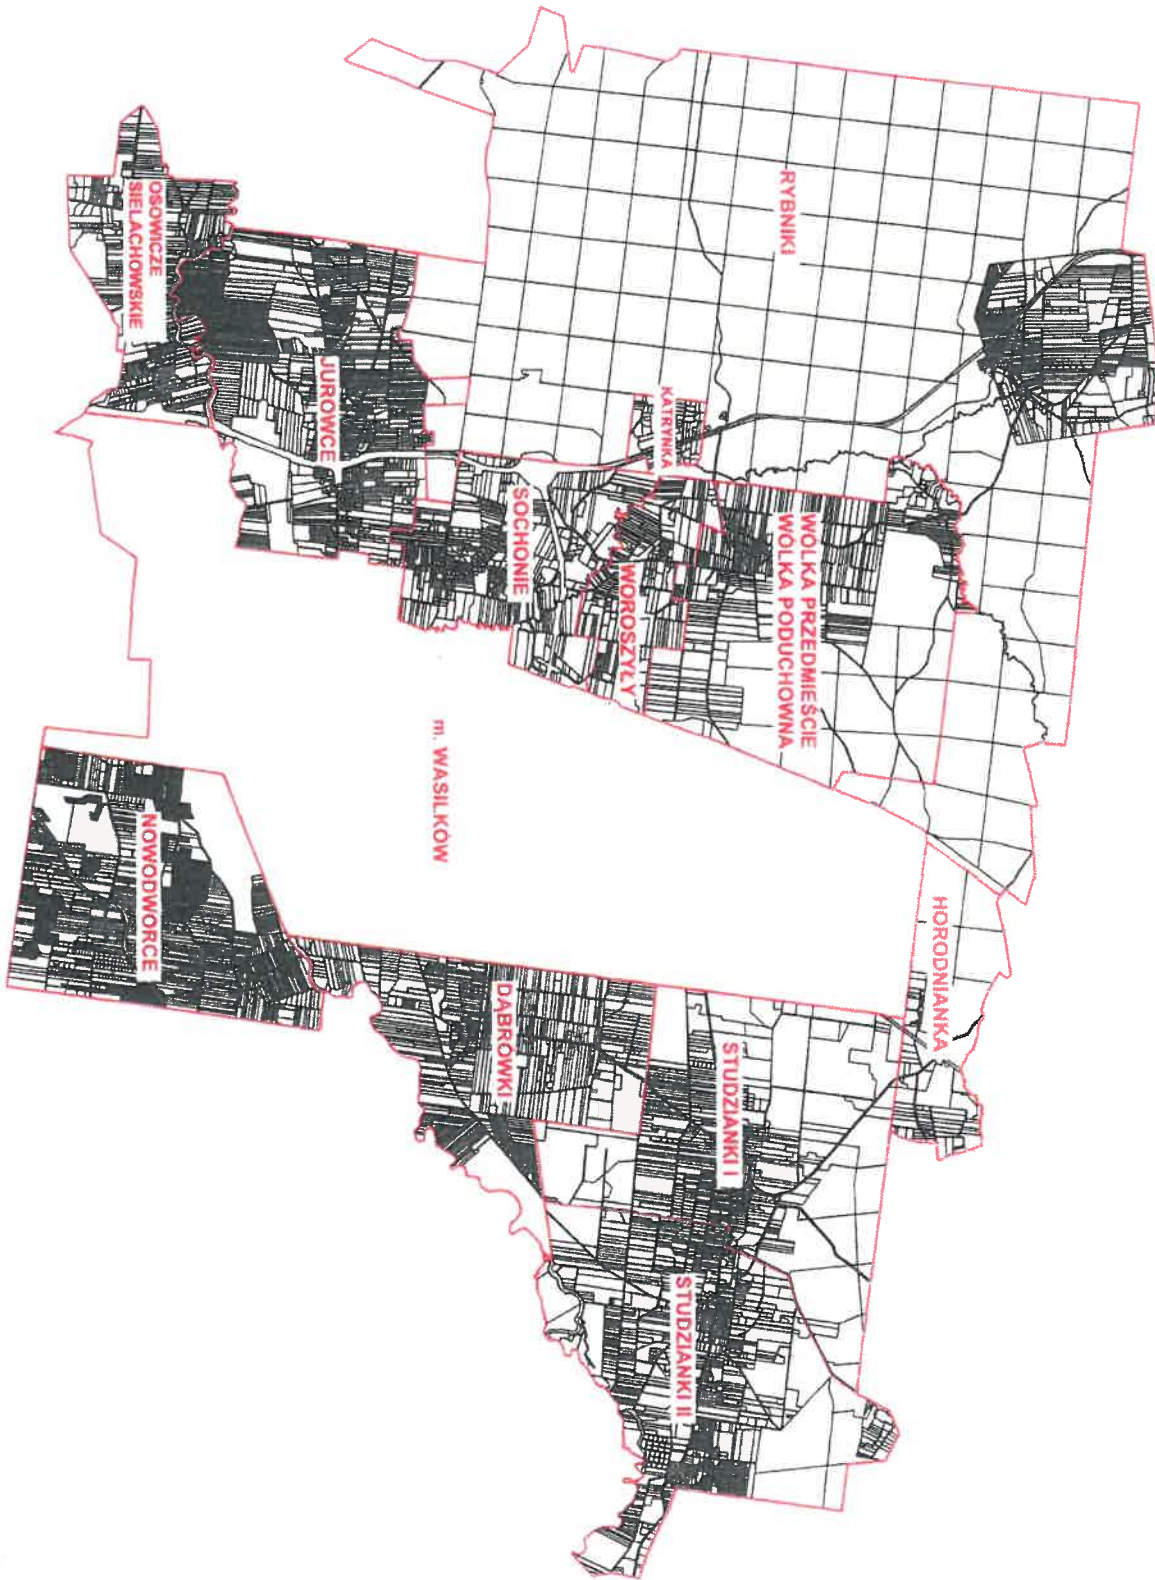 RYBNIKI
KATRYNKA
WÓLKA PRZEDMIEŚCIE
WÓLKA PODUCHOWNA
WOROSZYŁY
SOCHONIE
JUROWCE
OSOWICZE
SIELACHOWSKIE
m. WASILKÓW
HORODNIANKA
STUDZIANKI I
STUDZIANKI II
DĄBRÓWKI
NOWODWORCE